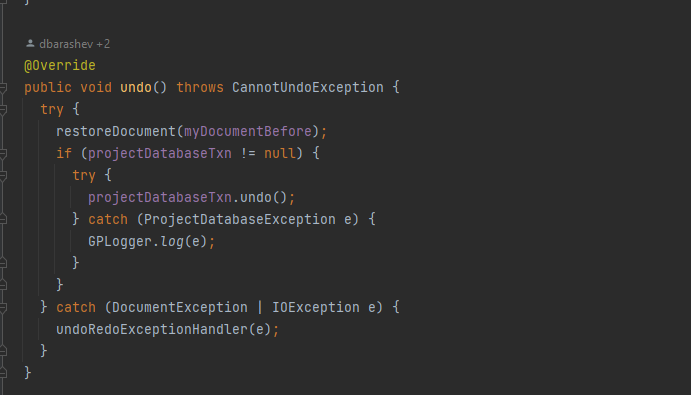 }
dbarashev +2
@Override
public void undo() throws CannotUndoException {
  try {
    restoreDocument(myDocumentBefore);
    if (projectDatabaseTxn != null) {
      try {
        projectDatabaseTxn.undo();
      } catch (ProjectDatabaseException e) {
        GPLogger.log(e);
      }
    }
  } catch (DocumentException | IOException e) {
    undoRedoExceptionHandler(e);
  }
}